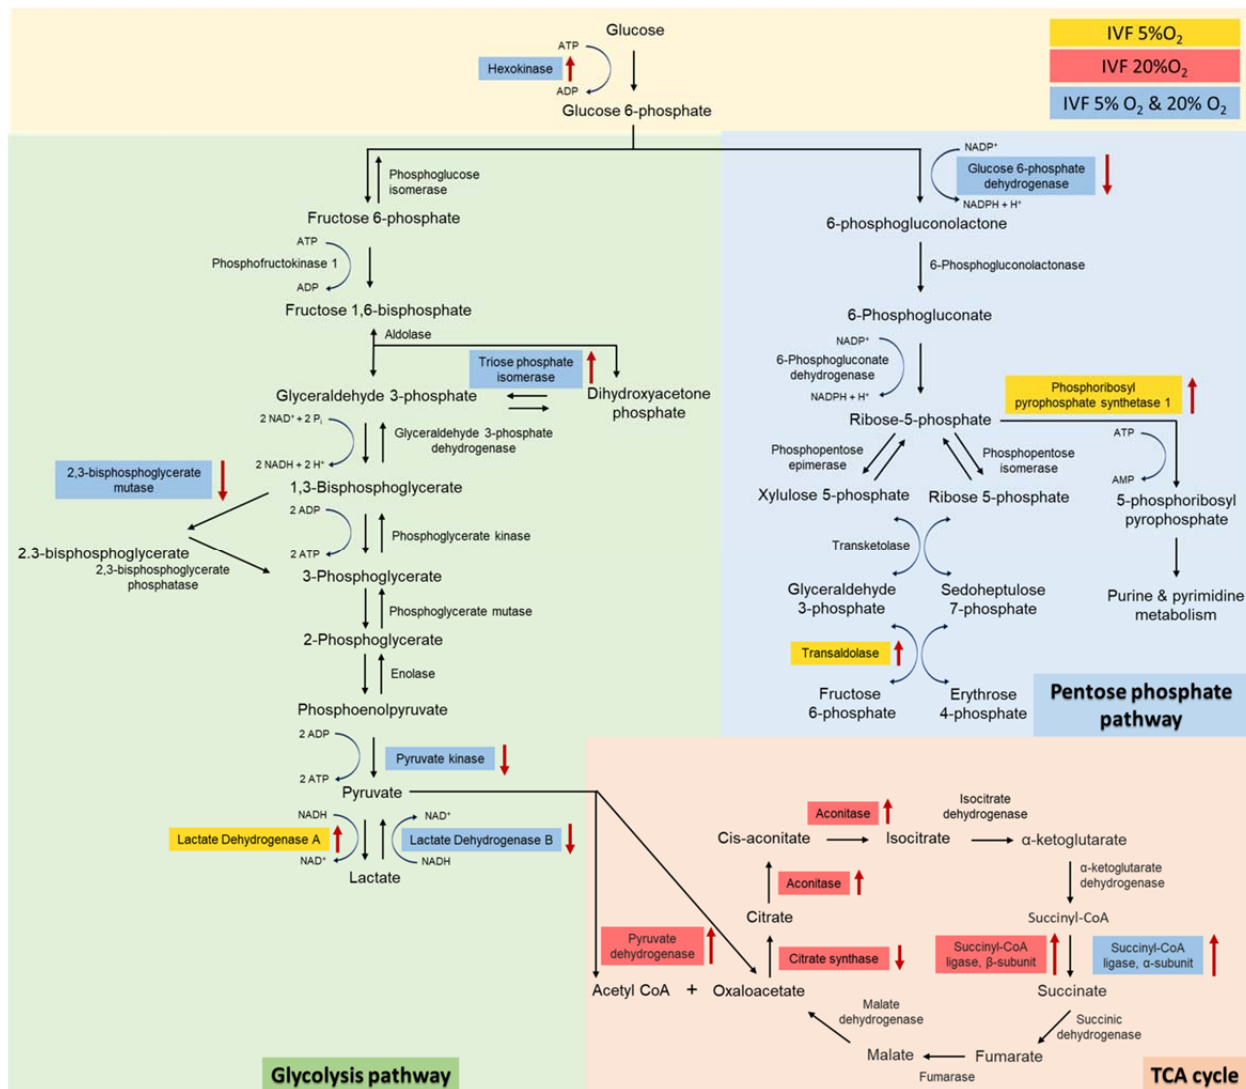 Glucose
ATP
Hexokinase
ADP
Glucose 6-phosphate
IVF 5%O₂
IVF 20%O₂
IVF 5% O₂ & 20% O₂
Phosphoglucose
isomerase
Fructose 6-phosphate
ATP
Phosphofructokinase 1
ADP
Fructose 1,6-bisphosphate
Aldolase
Triose phosphate
isomerase
Glyceraldehyde 3-phosphate
Dihydroxyacetone
phosphate
2 NAD⁺ + 2 Pᵢ
Glyceraldehyde 3-phosphate
dehydrogenase
2 NADH + 2 H⁺
2,3-bisphosphoglycerate
mutase
1,3-Bisphosphoglycerate
2 ADP
Phosphoglycerate kinase
2 ATP
2.3-bisphosphoglycerate
2,3-bisphosphoglycerate
phosphatase
3-Phosphoglycerate
Phosphoglycerate mutase
2-Phosphoglycerate
Enolase
Phosphoenolpyruvate
2 ADP
Pyruvate kinase
2 ATP
Pyruvate
NADH
Lactate Dehydrogenase A
NAD⁺
NAD⁺
Lactate Dehydrogenase B
NADH
Lactate
Glycolysis pathway
NADP⁺
Glucose 6-phosphate
dehydrogenase
NADPH + H⁺
6-phosphogluconolactone
6-Phosphogluconolactonase
6-Phosphogluconate
NADP⁺
6-Phosphogluconate
dehydrogenase
NADPH + H⁺
Phosphoribosyl
pyrophosphate synthetase 1
Ribose-5-phosphate
ATP
AMP
Phosphopentose
epimerase
Phosphopentose
isomerase
Xylulose 5-phosphate
Ribose 5-phosphate
5-phosphoribosyl
pyrophosphate
Transketolase
Glyceraldehyde
3-phosphate
Sedoheptulose
7-phosphate
Purine & pyrimidine
metabolism
Transaldolase
Fructose
6-phosphate
Erythrose
4-phosphate
Pentose phosphate
pathway
Aconitase
Isocitrate
dehydrogenase
Cis-aconitate
Isocitrate
α-ketoglutarate
Aconitase
α-ketoglutarate
dehydrogenase
Citrate
Succinyl-CoA
Pyruvate
dehydrogenase
Citrate synthase
Succinyl-CoA
ligase, β-subunit
Succinyl-CoA
ligase, α-subunit
Acetyl CoA + Oxaloacetate
Succinate
Malate
dehydrogenase
Succinic
dehydrogenase
Malate
Fumarate
Fumarase
TCA cycle